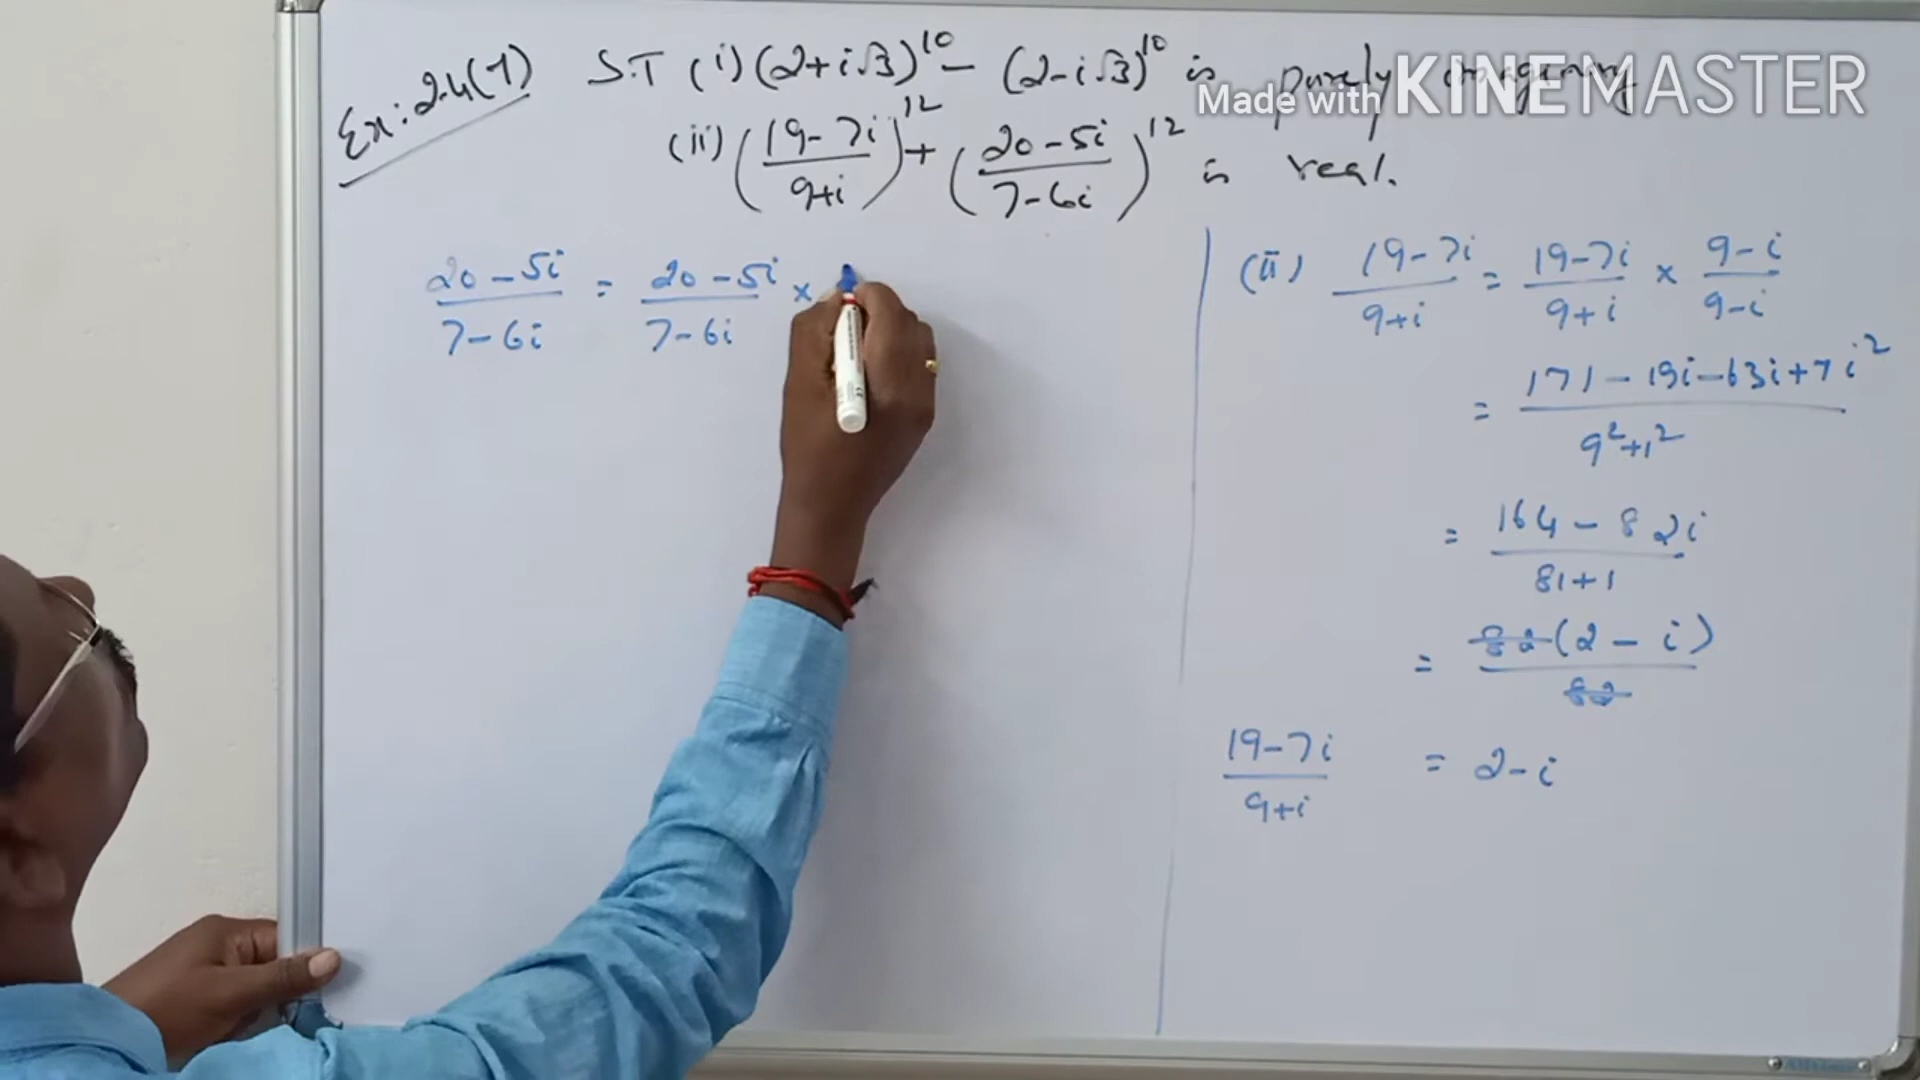 Ex: 2.4(7) S.T (i) (2+i√3)^10 - (2-i√3)^10 is purely imaginary
Made with KINEMASTER
(ii) ((19-7i)/(9+i))^12 + ((20-5i)/(7-6i))^12 is real.
(20-5i)/(7-6i) = (20-5i)/(7-6i) ×
(ii) (19-7i)/(9+i) = (19-7i)/(9+i) × (9-i)/(9-i)
= (171-19i-63i+7i^2)/(9^2+1^2)
= (164-82i)/(81+1)
= 82(2-i)/82
(19-7i)/(9+i) = 2-i